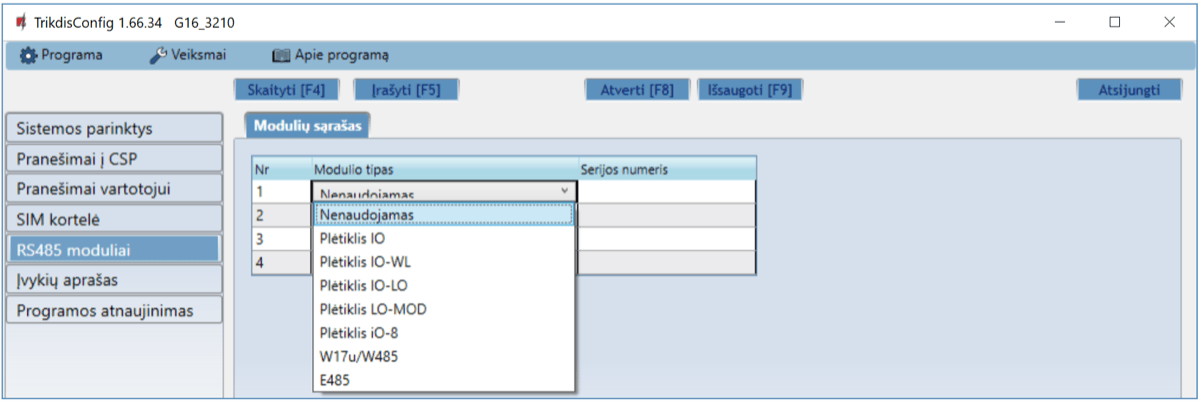 TrikdisConfig 1.66.34 G16_3210
Programa Veiksmai Apie programą
Skaityti [F4] Įrašyti [F5] Atverti [F8] Išsaugoti [F9] Atsijungti
Sistemos parinktys
Pranešimai į CSP
Pranešimai vartotojui
SIM kortelė
RS485 moduliai
Įvykių aprašas
Programos atnaujinimas
Modulių sąrašas
Nr Modulio tipas Serijos numeris
1 Nenaudojamas
2
3
4
Nenaudojamas
Plėtiklis IO
Plėtiklis IO-WL
Plėtiklis IO-LO
Plėtiklis LO-MOD
Plėtiklis iO-8
W17u/W485
E485